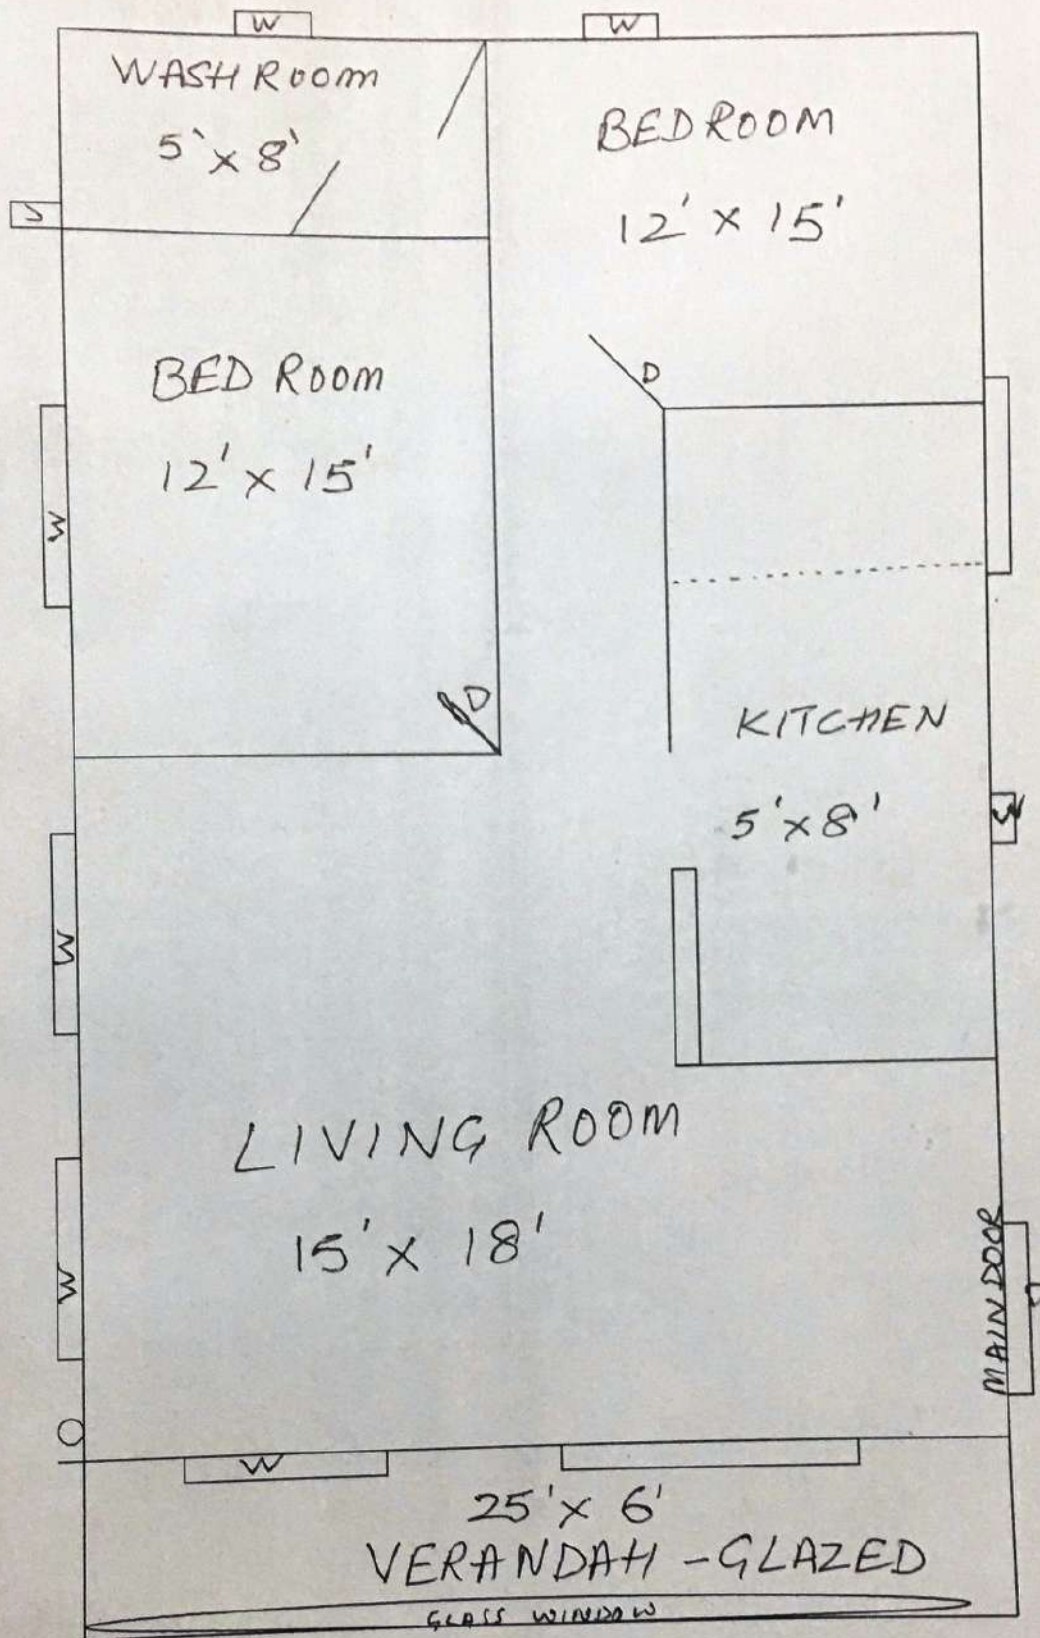 W
W
WASH ROOM
5' x 8'
BEDROOM
12' x 15'
D
BED ROOM
12' x 15'
W
D
KITCHEN
5' x 8'
W
W
LIVING ROOM
15' x 18'
W
MAIN DOOR
W
25' x 6'
VERANDAH - GLAZED
GLASS WINDOW